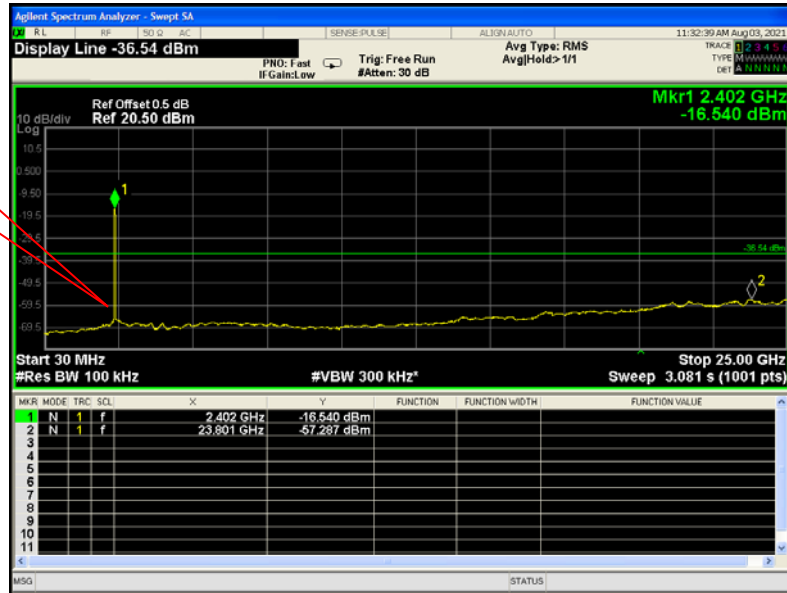 Agilent Spectrum Analyzer - Swept SA
RL RF 50 Ω AC SENSE:PULSE ALIGNAUTO 11:32:39 AM Aug 03, 2021
Display Line -36.54 dBm Avg Type: RMS TRACE 1 2 3 4 5
PNO: Fast Trig: Free Run Avg|Hold:>1/1 TYPE
IFGain:Low #Atten: 30 dB DET A N N N N
Mkr1 2.402 GHz
Ref Offset 0.5 dB
10 dB/div Ref 20.50 dBm -16.540 dBm
Log
10.5
0.500
-9.50
1
-19.5
-29.5
-36.54 dBm
-39.5
-49.5
2
-59.5
-69.5
Start 30 MHz Stop 25.00 GHz
#Res BW 100 kHz #VBW 300 kHz* Sweep 3.081 s (1001 pts)
MKR MODE TRC SCL X Y FUNCTION FUNCTION WIDTH FUNCTION VALUE
1 N 1 f 2.402 GHz -16.540 dBm
2 N 1 f 23.801 GHz -57.287 dBm
3
4
5
6
7
8
9
10
11
MSG STATUS